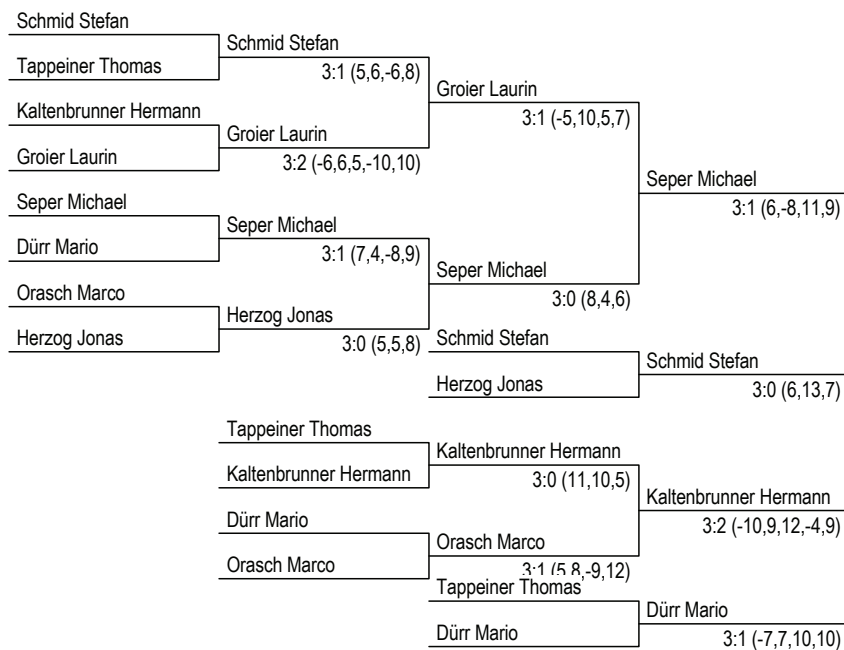 Schmid Stefan
Schmid Stefan
Tappeiner Thomas
3:1 (5,6,-6,8)
Groier Laurin
Kaltenbrunner Hermann
3:1 (-5,10,5,7)
Groier Laurin
Groier Laurin
3:2 (-6,6,5,-10,10)
Seper Michael
Seper Michael
3:1 (6,-8,11,9)
Seper Michael
Dürr Mario
3:1 (7,4,-8,9)
Seper Michael
Orasch Marco
3:0 (8,4,6)
Herzog Jonas
Herzog Jonas
3:0 (5,5,8)
Schmid Stefan
Schmid Stefan
Herzog Jonas
3:0 (6,13,7)
Tappeiner Thomas
Kaltenbrunner Hermann
Kaltenbrunner Hermann
3:0 (11,10,5)
Kaltenbrunner Hermann
Dürr Mario
3:2 (-10,9,12,-4,9)
Orasch Marco
Orasch Marco
3:1 (5,8,-9,12)
Tappeiner Thomas
Dürr Mario
Dürr Mario
3:1 (-7,7,10,10)